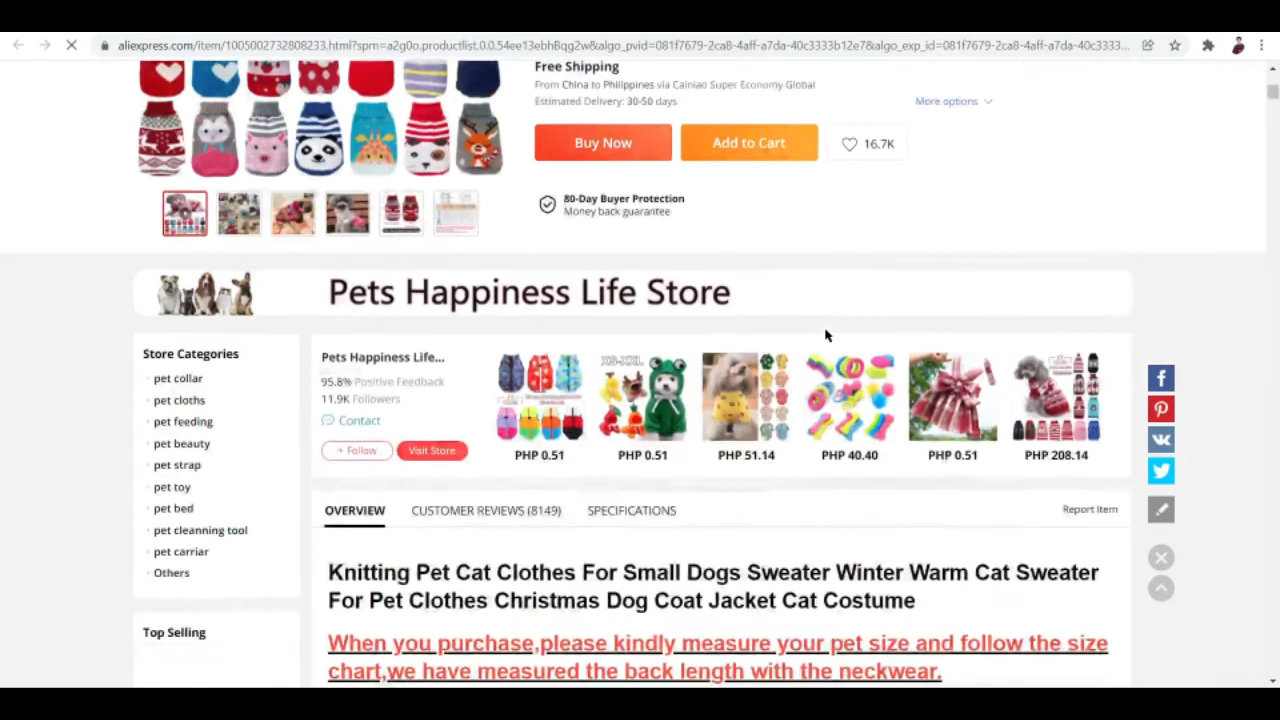 aliexpress.com/item/1005002732808233.html?spm=a2g0o.productlist.0.0.54ee13ebhBqg2w&algo_pvid=081f7679-2ca8-4aff-a7da-40c3333b12e7&algo_exp_id=081f7679-2ca8-4aff-a7da-40c3333...
Free Shipping
From China to Philippines via Cainiao Super Economy Global
Estimated Delivery: 30-50 days
More options
Buy Now
Add to Cart
16.7K
80-Day Buyer Protection
Money back guarantee
Pets Happiness Life Store
Store Categories
pet collar
pet cloths
pet feeding
pet beauty
pet strap
pet toy
pet bed
pet cleanning tool
pet carriar
Others
Top Selling
Pets Happiness Life...
95.8% Positive Feedback
11.9K Followers
Contact
+ Follow
Visit Store
XS-XXL
PHP 0.51
PHP 0.51
PHP 51.14
PHP 40.40
PHP 0.51
PHP 208.14
OVERVIEW
CUSTOMER REVIEWS (8149)
SPECIFICATIONS
Report Item
Knitting Pet Cat Clothes For Small Dogs Sweater Winter Warm Cat Sweater
For Pet Clothes Christmas Dog Coat Jacket Cat Costume
When you purchase,please kindly measure your pet size and follow the size
chart,we have measured the back length with the neckwear.